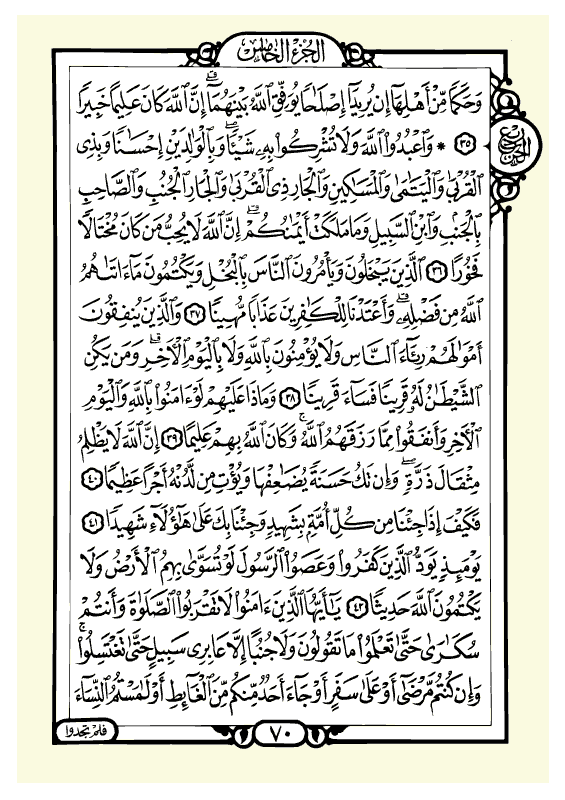 الجُزْءُ الخَامِسُ
وَحَكَمًا مِّنْ أَهْلِهَآ إِن يُرِيدَآ إِصْلَٰحًا يُوَفِّقِ ٱللَّهُ بَيْنَهُمَآ ۗ إِنَّ ٱللَّهَ كَانَ عَلِيمًا خَبِيرًا
٣٥ * وَٱعْبُدُوا۟ ٱللَّهَ وَلَا تُشْرِكُوا۟ بِهِۦ شَيْـًٔا ۖ وَبِٱلْوَٰلِدَيْنِ إِحْسَٰنًا وَبِذِى
ربع الحزب
ٱلْقُرْبَىٰ وَٱلْيَتَٰمَىٰ وَٱلْمَسَٰكِينِ وَٱلْجَارِ ذِى ٱلْقُرْبَىٰ وَٱلْجَارِ ٱلْجُنُبِ وَٱلصَّاحِبِ
بِٱلْجَنۢبِ وَٱبْنِ ٱلسَّبِيلِ وَمَا مَلَكَتْ أَيْمَٰنُكُمْ ۗ إِنَّ ٱللَّهَ لَا يُحِبُّ مَن كَانَ مُخْتَالًا
فَخُورًا ٣٦ ٱلَّذِينَ يَبْخَلُونَ وَيَأْمُرُونَ ٱلنَّاسَ بِٱلْبُخْلِ وَيَكْتُمُونَ مَآ ءَاتَىٰهُمُ
ٱللَّهُ مِن فَضْلِهِۦ ۗ وَأَعْتَدْنَا لِلْكَٰفِرِينَ عَذَابًا مُّهِينًا ٣٧ وَٱلَّذِينَ يُنفِقُونَ
أَمْوَٰلَهُمْ رِئَآءَ ٱلنَّاسِ وَلَا يُؤْمِنُونَ بِٱللَّهِ وَلَا بِٱلْيَوْمِ ٱلْءَاخِرِ ۗ وَمَن يَكُنِ
ٱلشَّيْطَٰنُ لَهُۥ قَرِينًا فَسَآءَ قَرِينًا ٣٨ وَمَاذَا عَلَيْهِمْ لَوْ ءَامَنُوا۟ بِٱللَّهِ وَٱلْيَوْمِ
ٱلْءَاخِرِ وَأَنفَقُوا۟ مِمَّا رَزَقَهُمُ ٱللَّهُ ۚ وَكَانَ ٱللَّهُ بِهِمْ عَلِيمًا ٣٩ إِنَّ ٱللَّهَ لَا يَظْلِمُ
مِثْقَالَ ذَرَّةٍ ۖ وَإِن تَكُ حَسَنَةً يُضَٰعِفْهَا وَيُؤْتِ مِن لَّدُنْهُ أَجْرًا عَظِيمًا ٤٠
فَكَيْفَ إِذَا جِئْنَا مِن كُلِّ أُمَّةٍۭ بِشَهِيدٍ وَجِئْنَا بِكَ عَلَىٰ هَٰٓؤُلَآءِ شَهِيدًا ٤١
يَوْمَئِذٍ يَوَدُّ ٱلَّذِينَ كَفَرُوا۟ وَعَصَوُا۟ ٱلرَّسُولَ لَوْ تُسَوَّىٰ بِهِمُ ٱلْأَرْضُ وَلَا
يَكْتُمُونَ ٱللَّهَ حَدِيثًا ٤٢ يَٰٓأَيُّهَا ٱلَّذِينَ ءَامَنُوا۟ لَا تَقْرَبُوا۟ ٱلصَّلَوٰةَ وَأَنتُمْ
سُكَٰرَىٰ حَتَّىٰ تَعْلَمُوا۟ مَا تَقُولُونَ وَلَا جُنُبًا إِلَّا عَابِرِى سَبِيلٍ حَتَّىٰ تَغْتَسِلُوا۟ ۚ
وَإِن كُنتُم مَّرْضَىٰٓ أَوْ عَلَىٰ سَفَرٍ أَوْ جَآءَ أَحَدٌ مِّنكُم مِّنَ ٱلْغَآئِطِ أَوْ لَٰمَسْتُمُ ٱلنِّسَآءَ
فلم تجدوا
٧٠